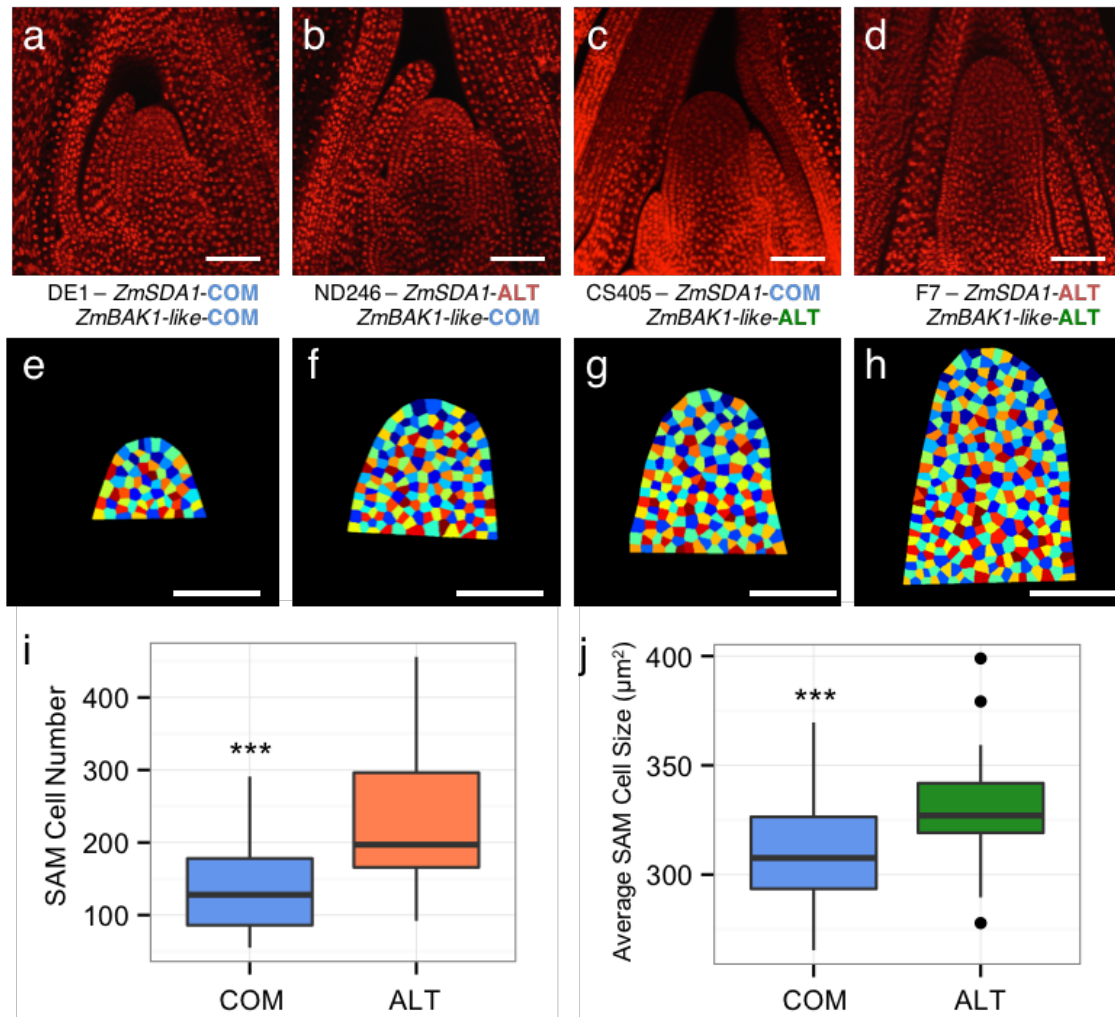 a
b
c
d
DE1 – ZmSDA1-COM
ZmBAK1-like-COM
ND246 – ZmSDA1-ALT
ZmBAK1-like-COM
CS405 – ZmSDA1-COM
ZmBAK1-like-ALT
F7 – ZmSDA1-ALT
ZmBAK1-like-ALT
e
f
g
h
i
SAM Cell Number
400
300
200
100
***
COM
ALT
j
Average SAM Cell Size (µm²)
400
350
300
***
COM
ALT